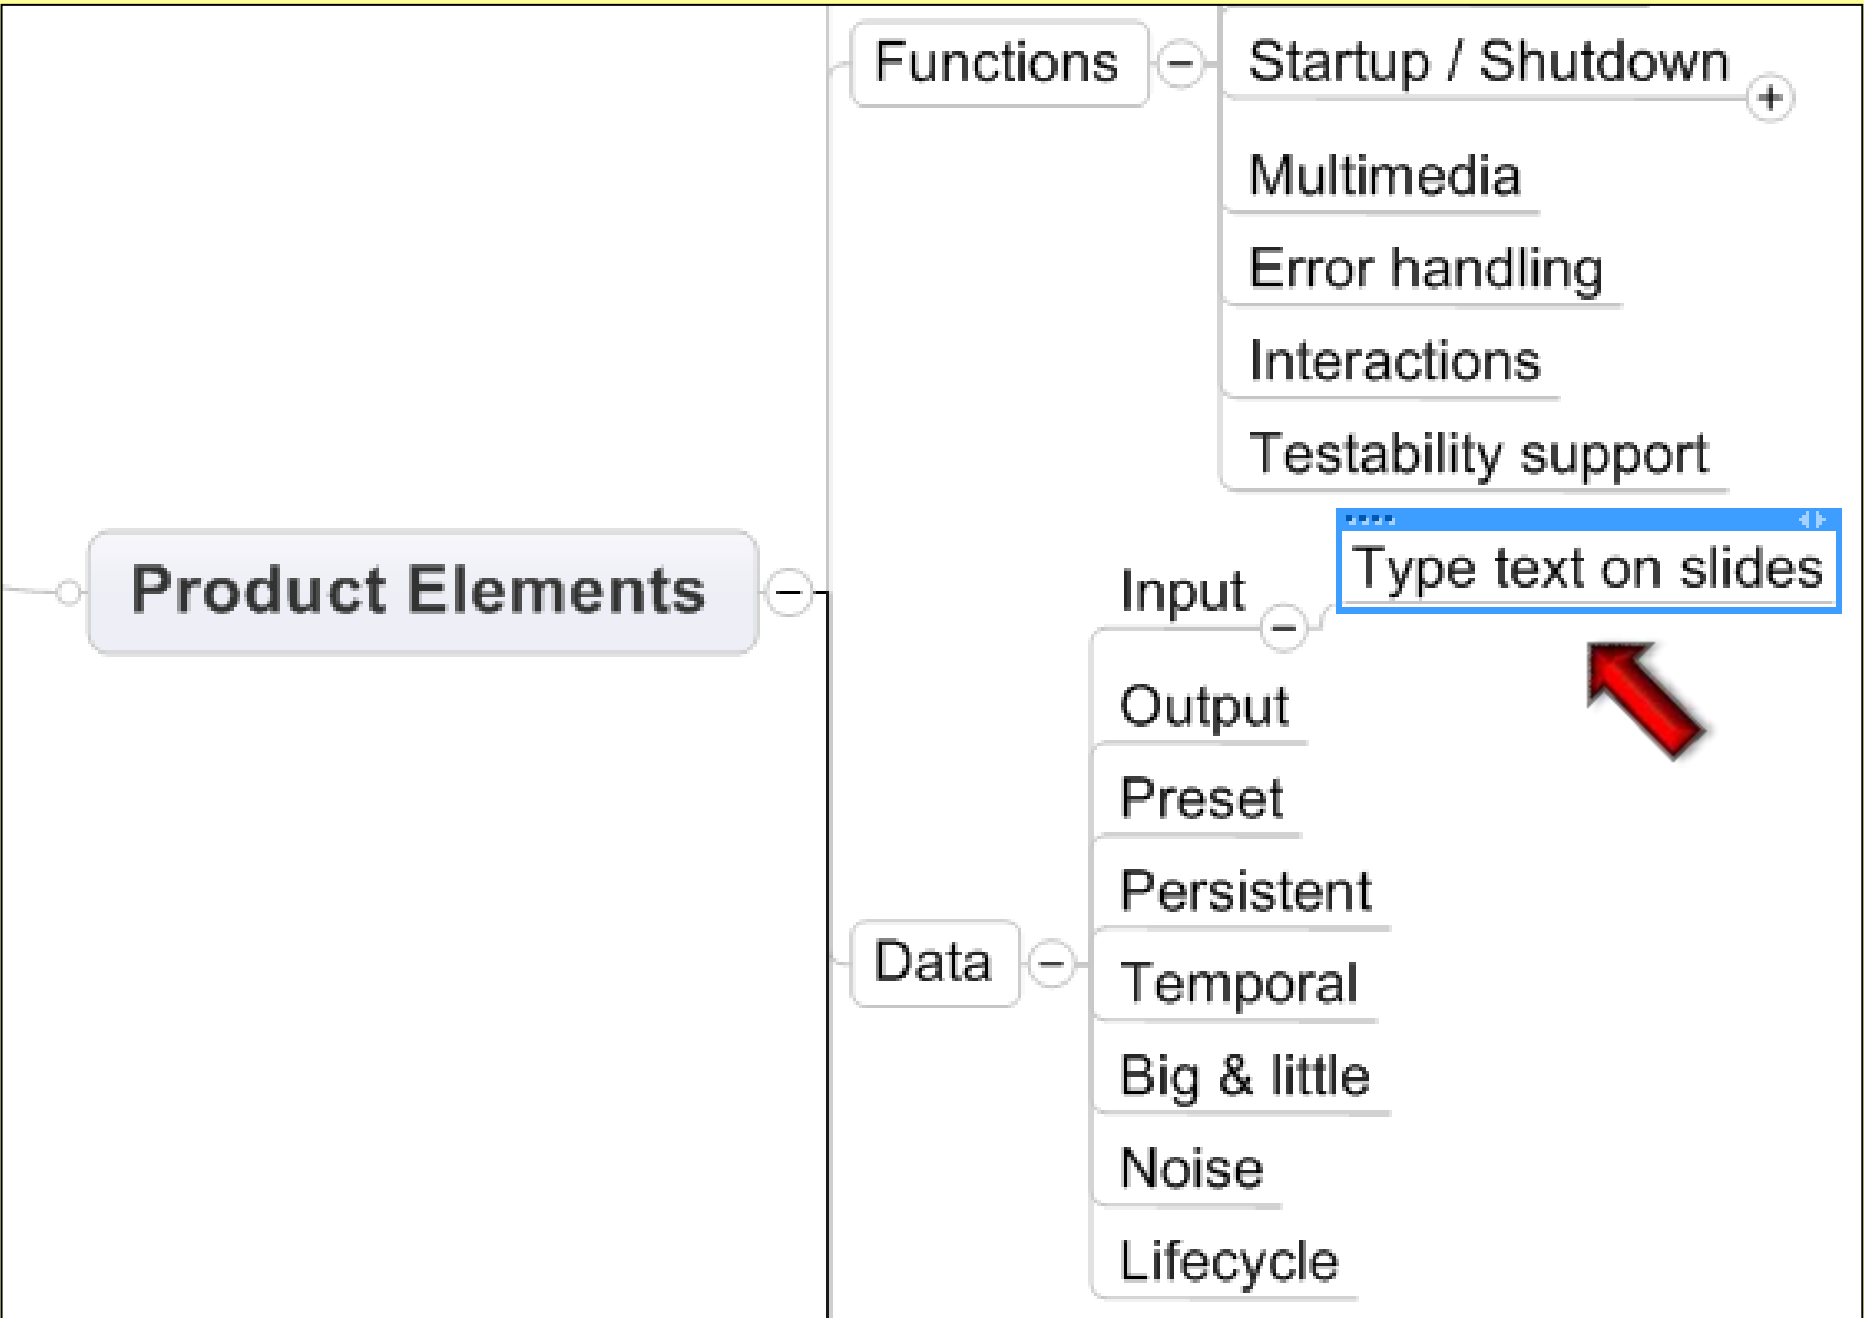 Functions
Startup / Shutdown
Multimedia
Error handling
Interactions
Testability support
Product Elements
Input
Type text on slides
Output
Preset
Persistent
Data
Temporal
Big & little
Noise
Lifecycle